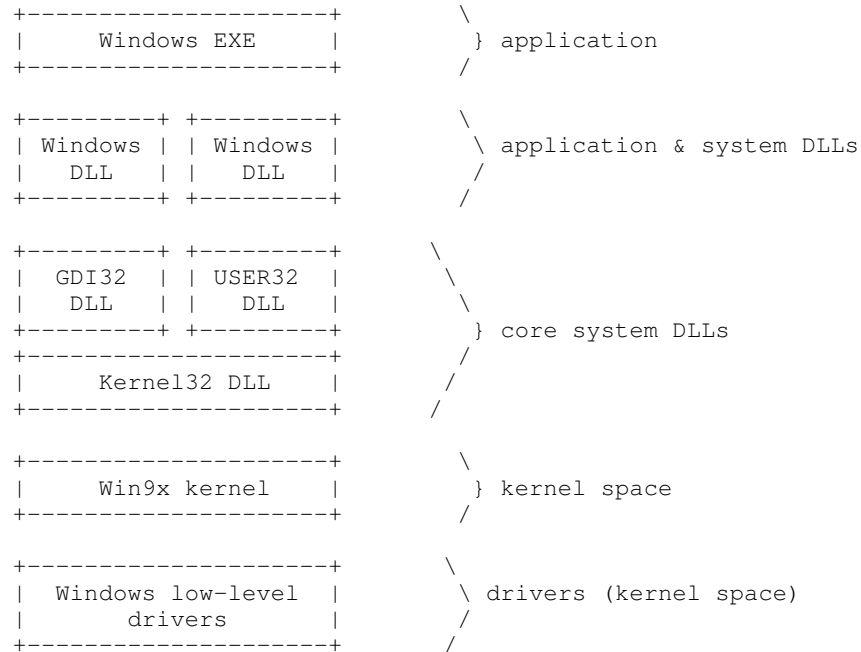 +---------------------+         \
|     Windows EXE     |          } application
+---------------------+         /

+---------+ +---------+         \
| Windows | | Windows |          \ application & system DLLs
|   DLL   | |   DLL   |          /
+---------+ +---------+         /

+---------+ +---------+       \
|  GDI32  | | USER32  |        \
|   DLL   | |   DLL   |         \
+---------+ +---------+          } core system DLLs
+---------------------+         /
|     Kernel32 DLL    |        /
+---------------------+       /

+---------------------+         \
|     Win9x kernel    |          } kernel space
+---------------------+         /

+---------------------+        \
|  Windows low-level  |         \ drivers (kernel space)
|       drivers       |         /
+---------------------+        /